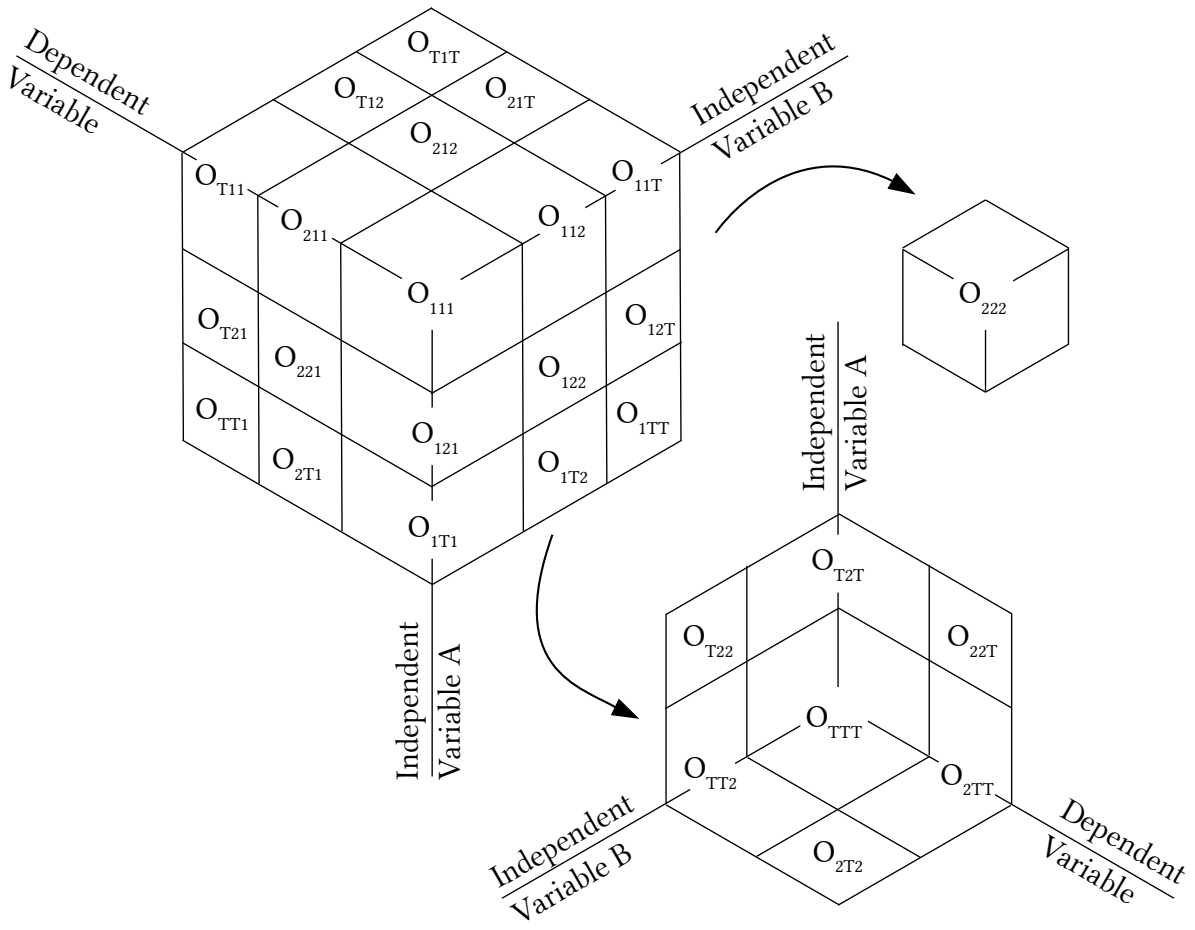 Dependent
Variable
Independent
Variable B
O_T1T
O_T12
O_21T
O_212
O_T11
O_11T
O_211
O_112
O_111
O_222
O_T21
O_12T
O_221
O_122
O_TT1
O_1TT
O_121
O_2T1
O_1T2
O_1T1
Independent
Variable A
Independent
Variable A
O_T2T
O_T22
O_22T
O_TTT
O_TT2
O_2TT
O_2T2
Independent
Variable B
Dependent
Variable